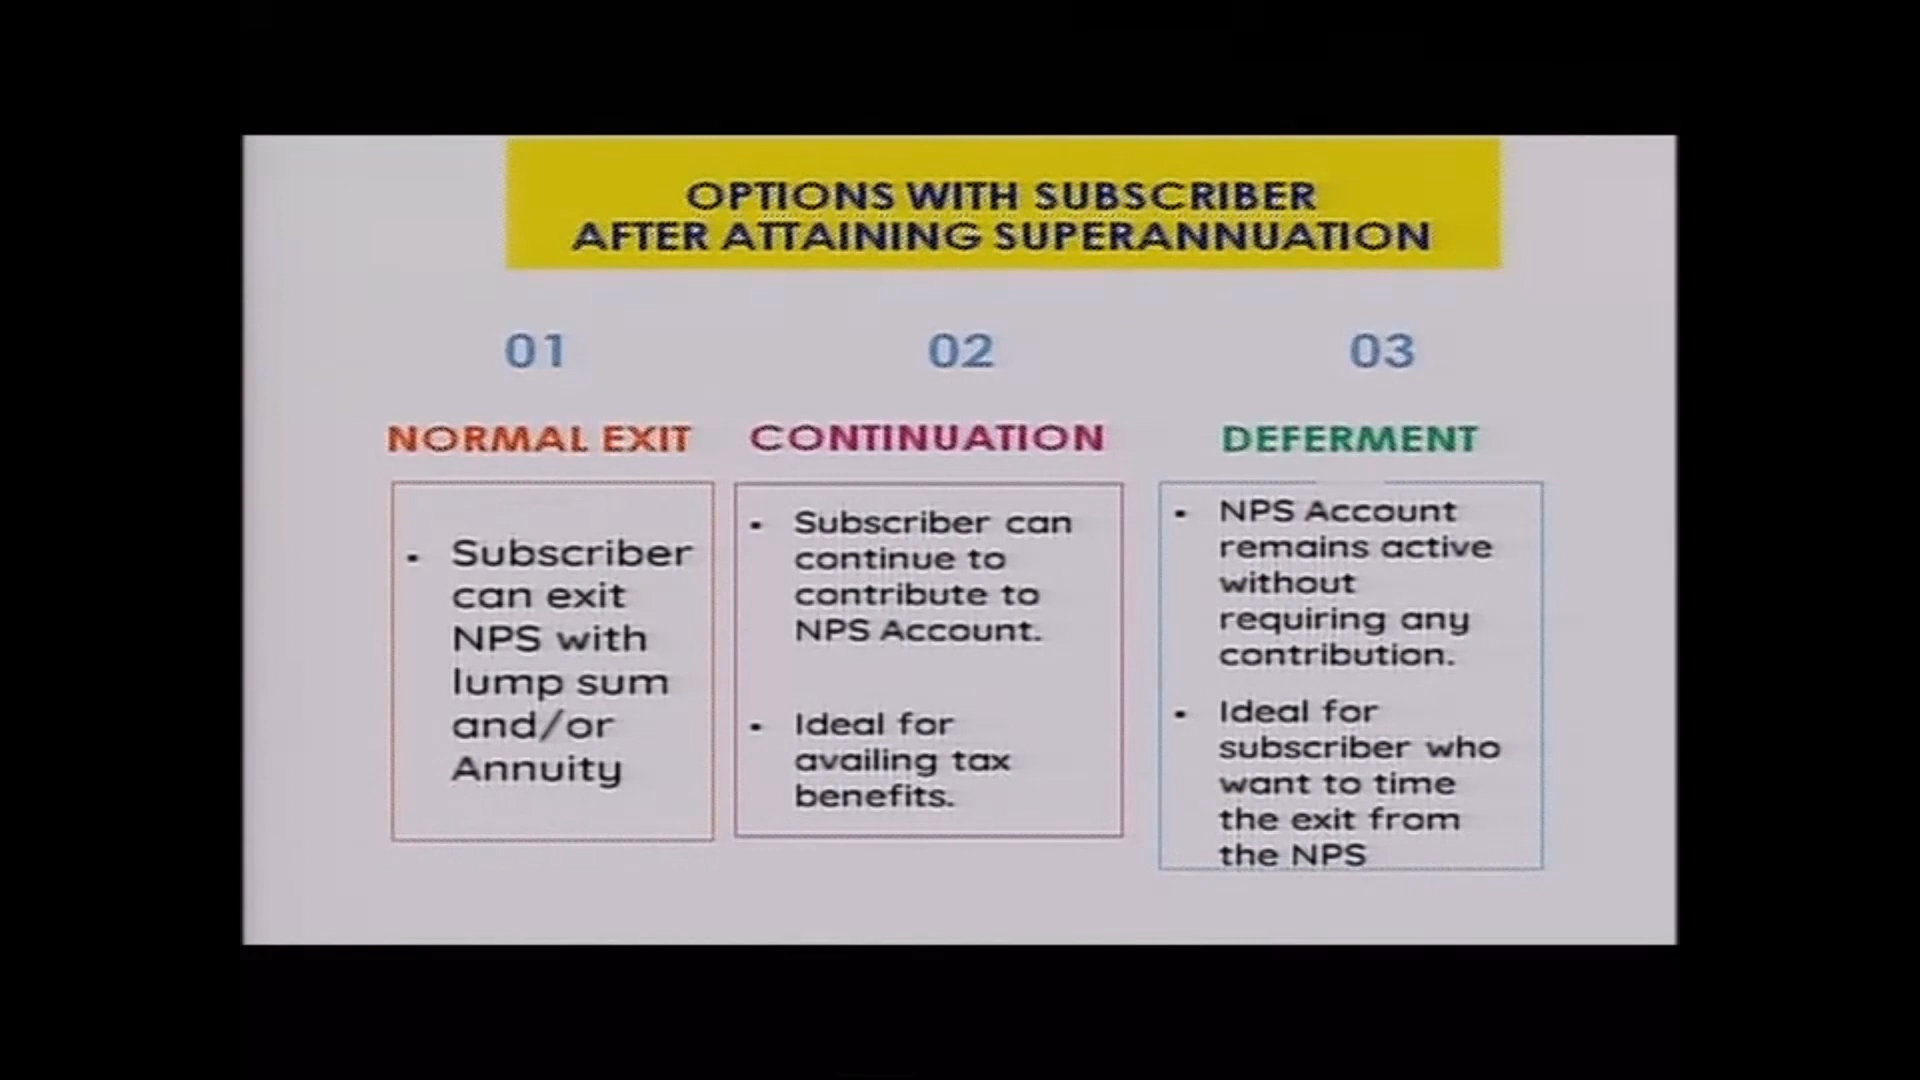 OPTIONS WITH SUBSCRIBER
AFTER ATTAINING SUPERANNUATION
01
NORMAL EXIT
• Subscriber
can exit
NPS with
lump sum
and/or
Annuity
02
CONTINUATION
• Subscriber can
continue to
contribute to
NPS Account.
• Ideal for
availing tax
benefits.
03
DEFERMENT
• NPS Account
remains active
without
requiring any
contribution.
• Ideal for
subscriber who
want to time
the exit from
the NPS